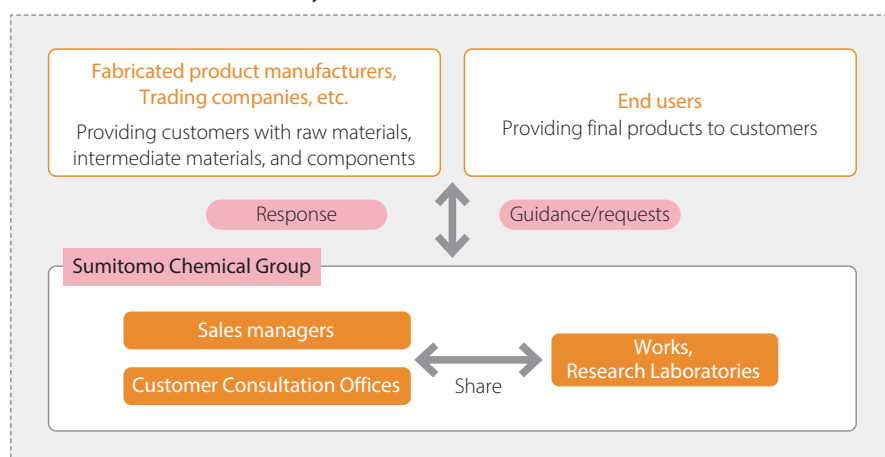 Fabricated product manufacturers,
Trading companies, etc.
Providing customers with raw materials,
intermediate materials, and components
End users
Providing final products to customers
Response
Guidance/requests
Sumitomo Chemical Group
Sales managers
Customer Consultation Offices
Share
Works,
Research Laboratories